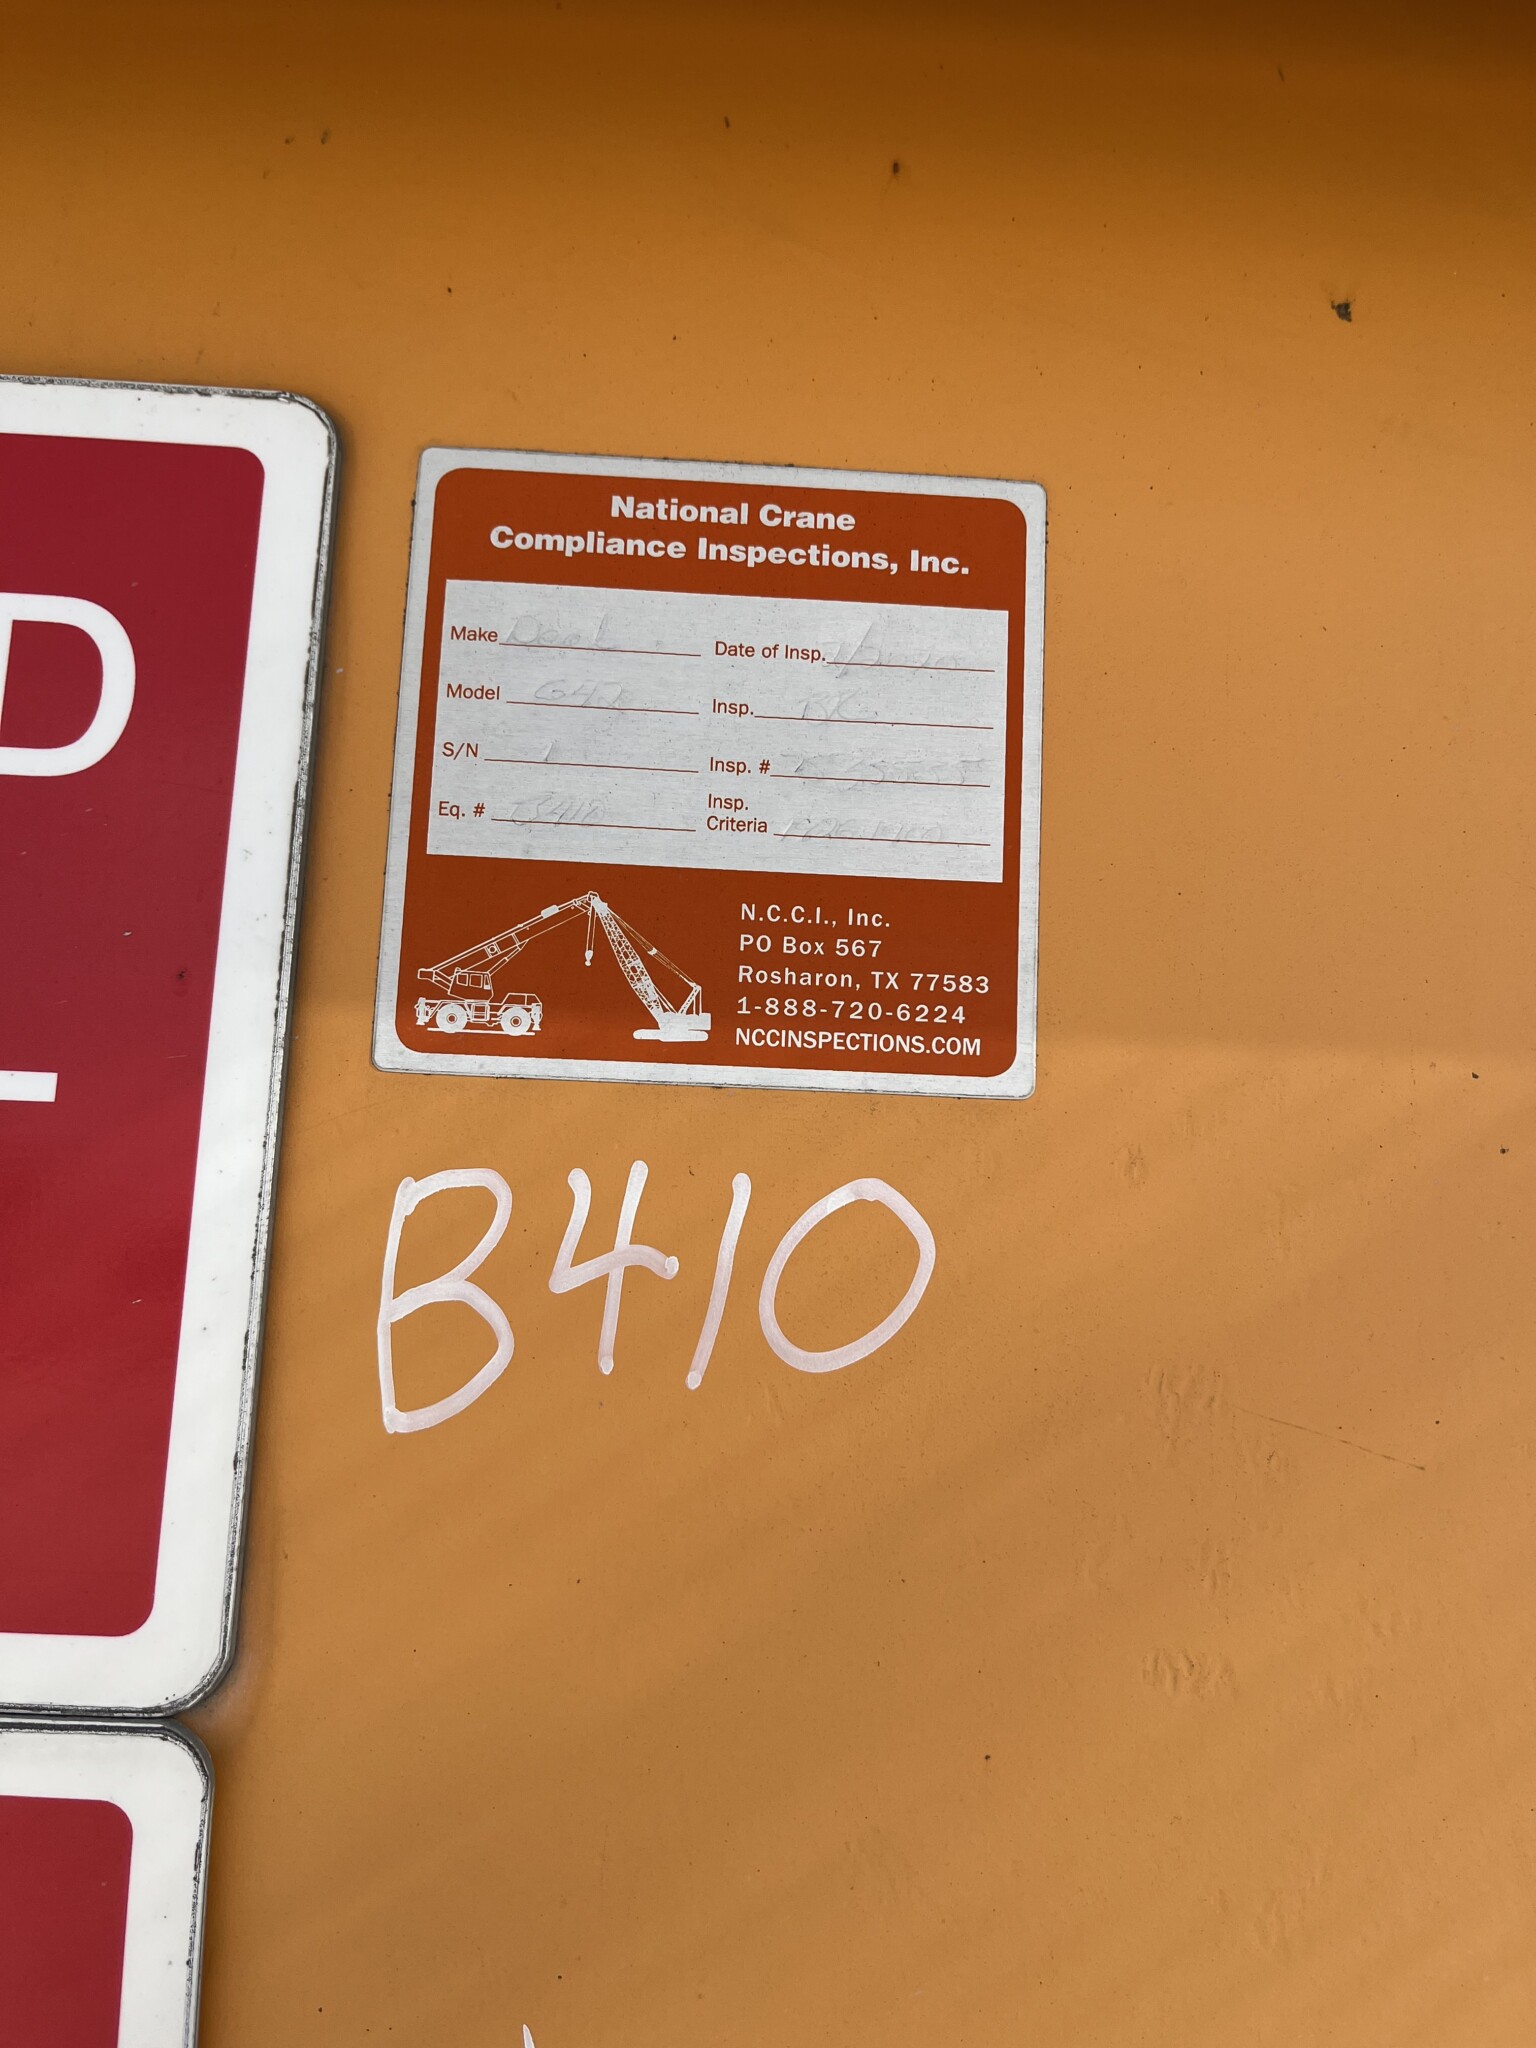 D
National Crane
Compliance Inspections, Inc.
Make
Date of Insp.
Model
Insp.
S/N
Insp. #
Eq. # B410
Insp.
Criteria
N.C.C.I., Inc.
PO Box 567
Rosharon, TX 77583
1-888-720-6224
NCCINSPECTIONS.COM
B410